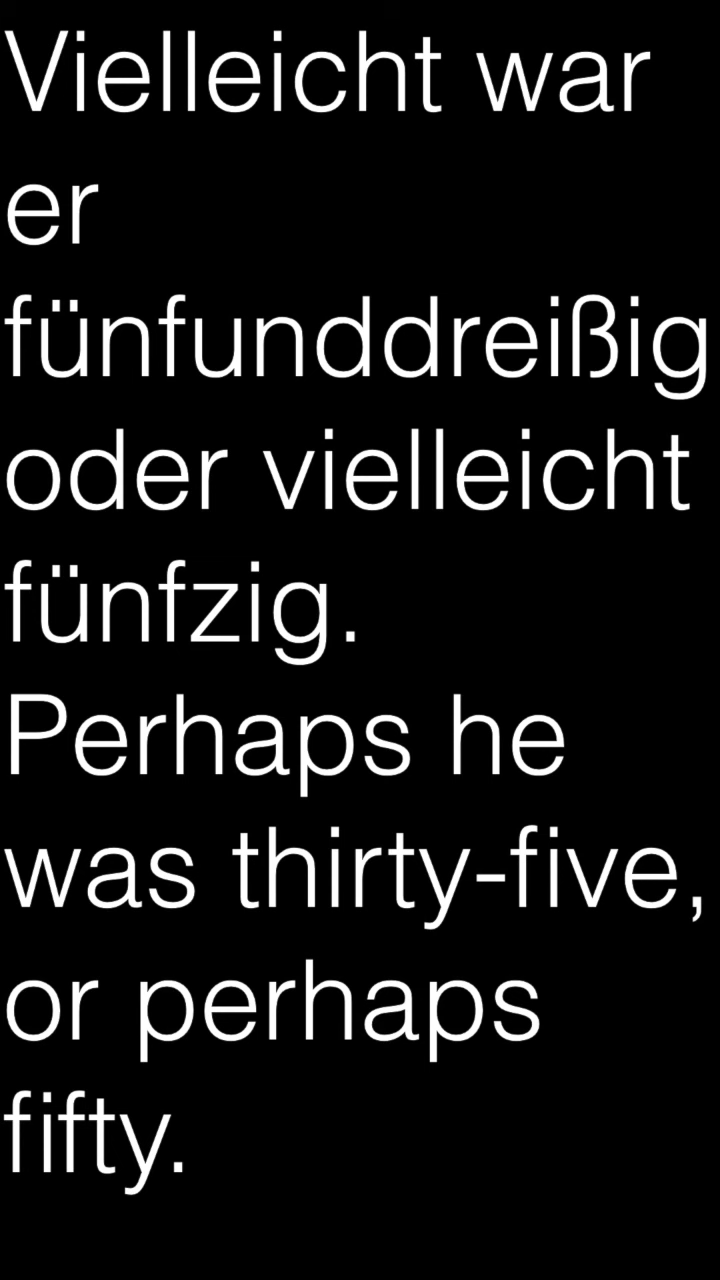 Vielleicht war
er
fünfunddreißig
oder vielleicht
fünfzig.
Perhaps he
was thirty-five,
or perhaps
fifty.